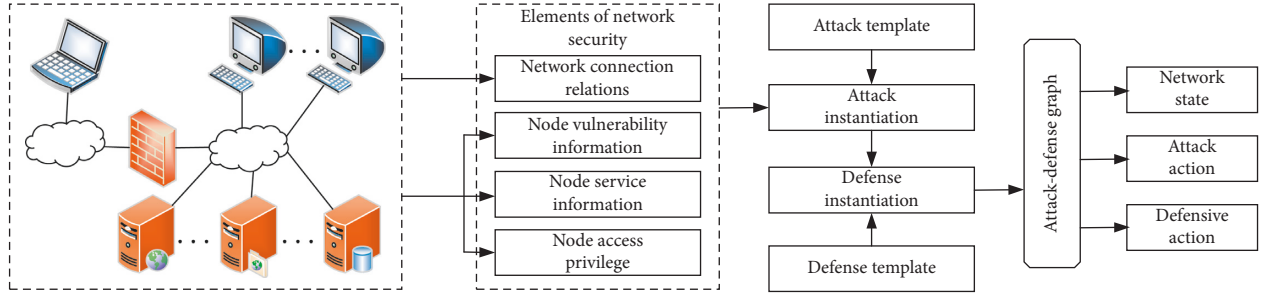 Elements of network
security
Network connection
relations
Node vulnerability
information
Node service
information
Node access
privilege
Attack template
Attack
instantiation
Defense
instantiation
Defense template
Attack-defense graph
Network
state
Attack
action
Defensive
action